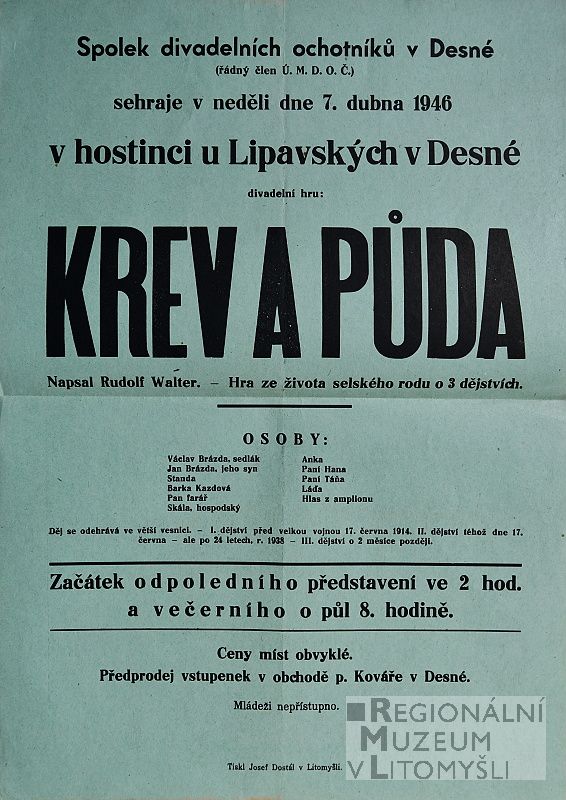 Spolek divadelních ochotníků v Desné
(řádný člen Ú. M. D. O. Č.)
sehraje v neděli dne 7. dubna 1946
v hostinci u Lipavských v Desné
divadelní hru:
KREV A PŮDA
Napsal Rudolf Walter. – Hra ze života selského rodu o 3 dějstvích.
OSOBY:
Václav Brázda, sedlák
Jan Brázda, jeho syn
Standa
Barka Kazdová
Pan farář
Skála, hospodský
Anka
Paní Hana
Paní Táňa
Láďa
Hlas z amplionu
Děj se odehrává ve větší vesnici. – I. dějství před velkou vojnou 17. června 1914. II. dějství téhož dne 17.
června – ale po 24 letech, r. 1938 – III. dějství o 2 měsíce později.
Začátek odpoledního představení ve 2 hod.
a večerního o půl 8. hodině.
Ceny míst obvyklé.
Předprodej vstupenek v obchodě p. Kováře v Desné.
Mládeži nepřístupno.
REGIONÁLNÍ
MUZEUM
V LITOMYŠLI
Tiskl Josef Dostál v Litomyšli.